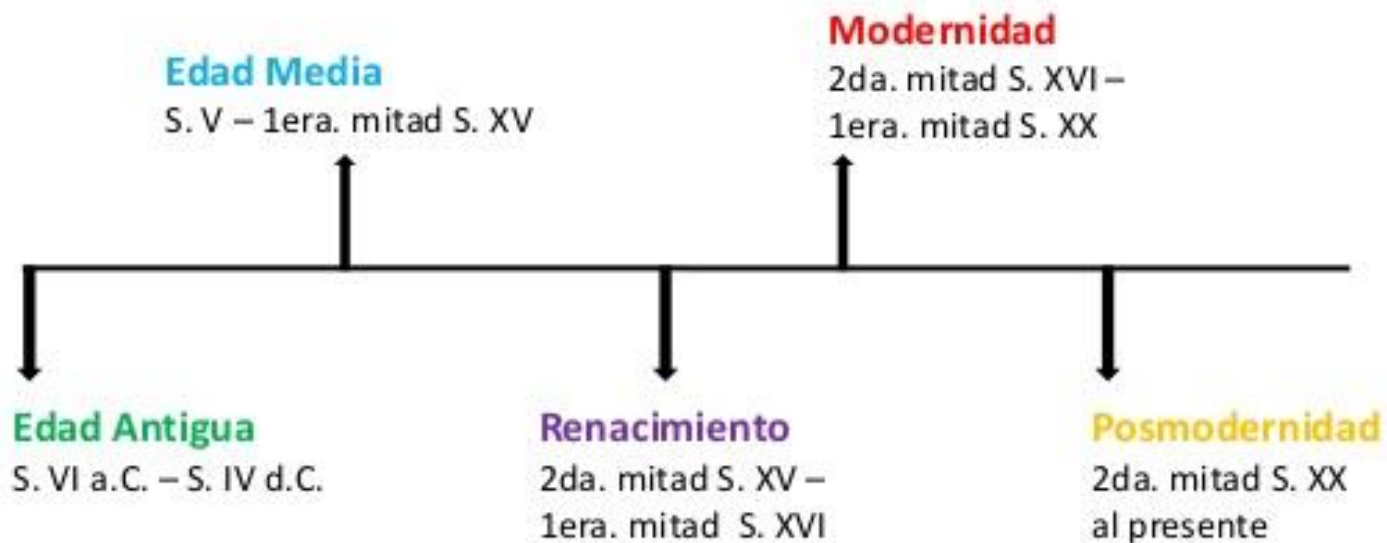 Edad Media
S. V – 1era. mitad S. XV
Modernidad
2da. mitad S. XVI –
1era. mitad S. XX
Edad Antigua
S. VI a.C. – S. IV d.C.
Renacimiento
2da. mitad S. XV –
1era. mitad S. XVI
Posmodernidad
2da. mitad S. XX
al presente